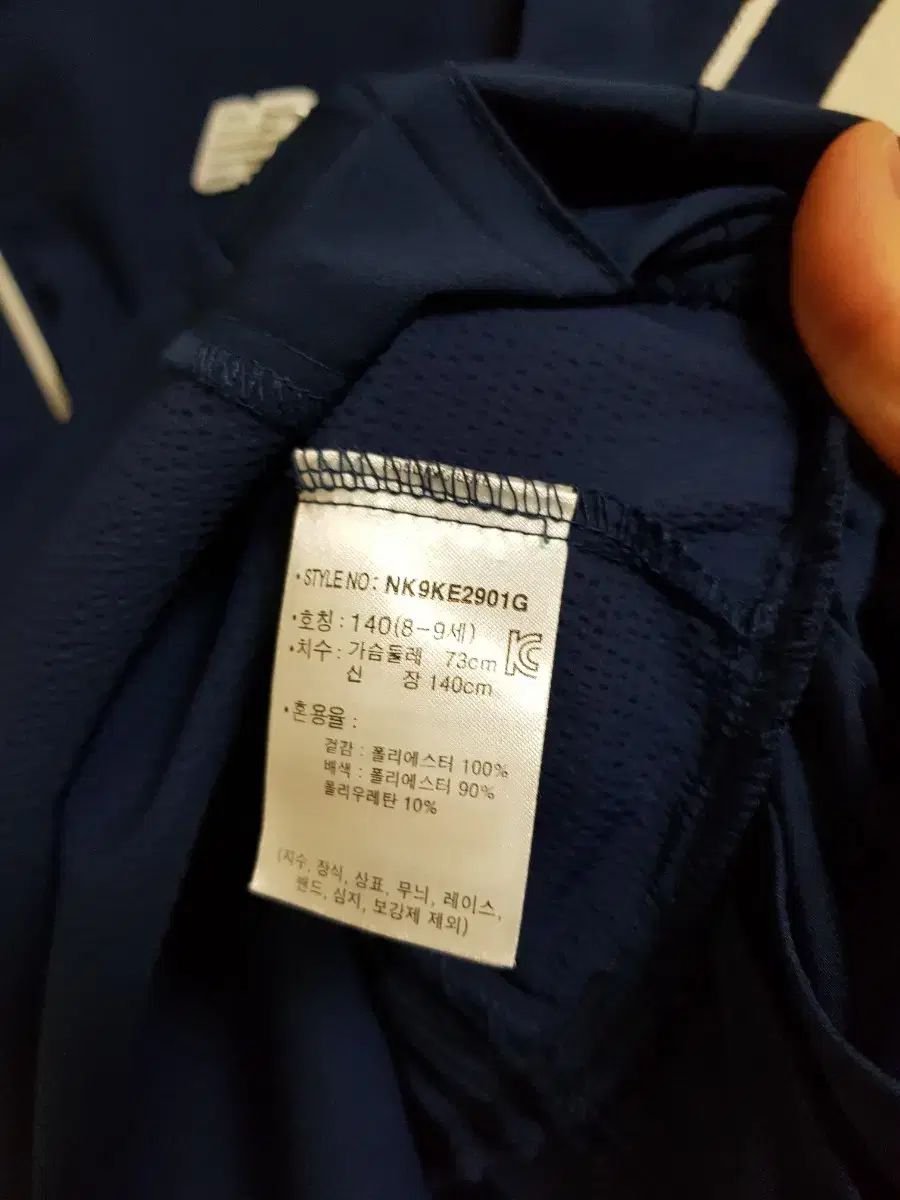 •STYLE NO: NK9KE2901G
•호칭 : 140(8-9세)
•치수 : 가슴둘레 73cm
신 장 140cm
•혼용율 :
겉감 : 폴리에스터 100%
배색 : 폴리에스터 90%
폴리우레탄 10%
(자수, 장식, 상표, 무늬, 레이스,
밴드, 심지, 보강제 제외)